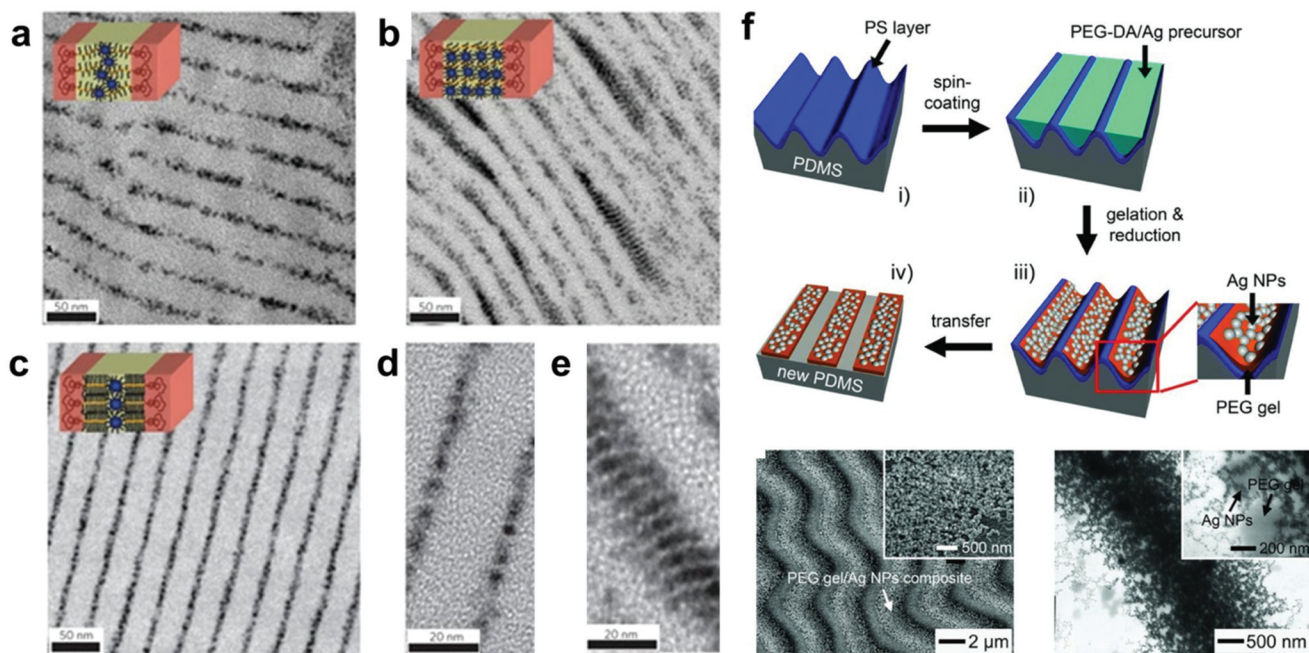 a
50 nm
b
50 nm
c
50 nm
d
20 nm
e
20 nm
f
PS layer
PDMS
i)
spin-
coating
PEG-DA/Ag precursor
ii)
gelation &
reduction
iii)
Ag NPs
PEG gel
transfer
iv)
new PDMS
500 nm
PEG gel/Ag NPs composite
2 μm
PEG gel
Ag NPs
200 nm
500 nm